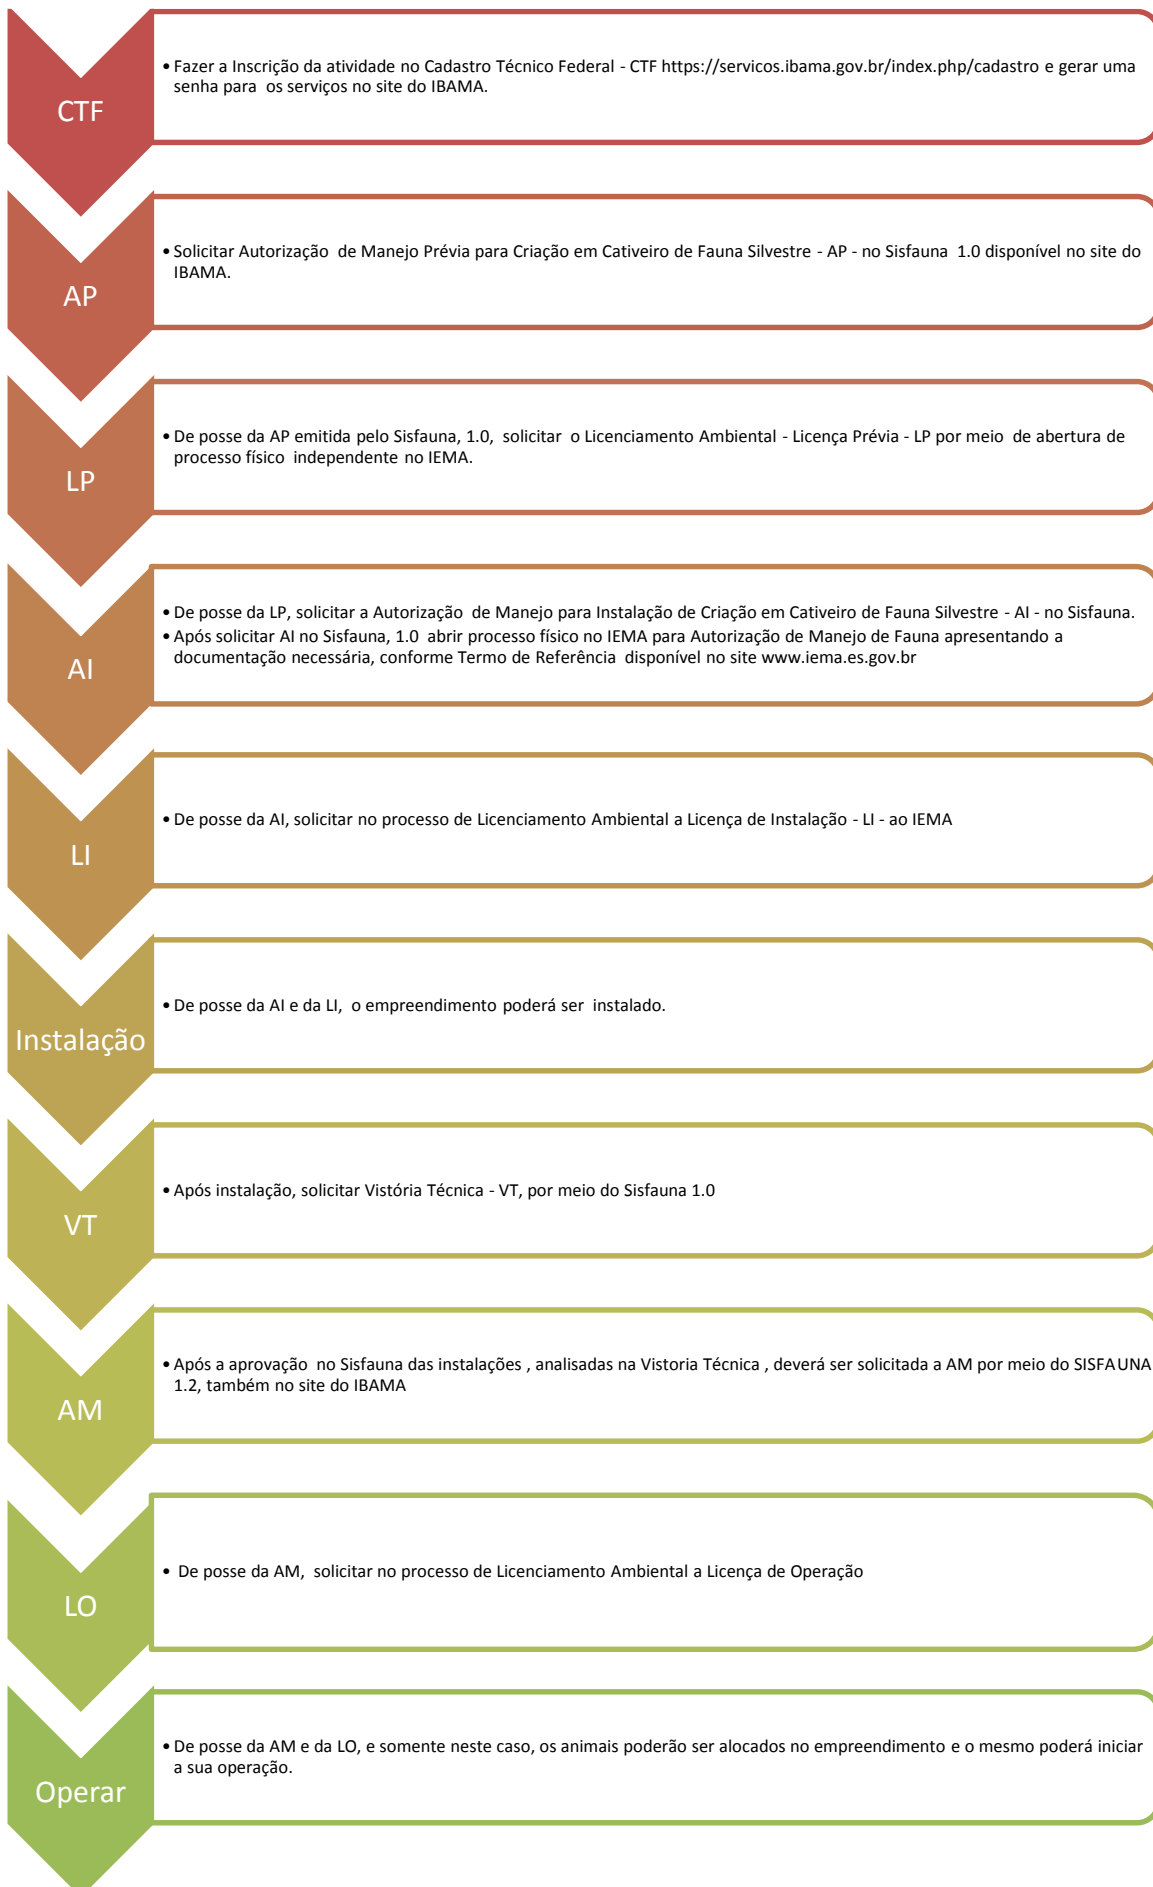 CTF
• Fazer a Inscrição da atividade no Cadastro Técnico Federal - CTF https://servicos.ibama.gov.br/index.php/cadastro e gerar uma
senha para os serviços no site do IBAMA.
AP
• Solicitar Autorização de Manejo Prévia para Criação em Cativeiro de Fauna Silvestre - AP - no Sisfauna 1.0 disponível no site do
IBAMA.
LP
• De posse da AP emitida pelo Sisfauna, 1.0, solicitar o Licenciamento Ambiental - Licença Prévia - LP por meio de abertura de
processo físico independente no IEMA.
AI
• De posse da LP, solicitar a Autorização de Manejo para Instalação de Criação em Cativeiro de Fauna Silvestre - AI - no Sisfauna.
• Após solicitar AI no Sisfauna, 1.0 abrir processo físico no IEMA para Autorização de Manejo de Fauna apresentando a
documentação necessária, conforme Termo de Referência disponível no site www.iema.es.gov.br
LI
• De posse da AI, solicitar no processo de Licenciamento Ambiental a Licença de Instalação - LI - ao IEMA
Instalação
• De posse da AI e da LI, o empreendimento poderá ser instalado.
VT
• Após instalação, solicitar Vistória Técnica - VT, por meio do Sisfauna 1.0
AM
• Após a aprovação no Sisfauna das instalações , analisadas na Vistoria Técnica , deverá ser solicitada a AM por meio do SISFAUNA
1.2, também no site do IBAMA
LO
• De posse da AM, solicitar no processo de Licenciamento Ambiental a Licença de Operação
Operar
• De posse da AM e da LO, e somente neste caso, os animais poderão ser alocados no empreendimento e o mesmo poderá iniciar
a sua operação.